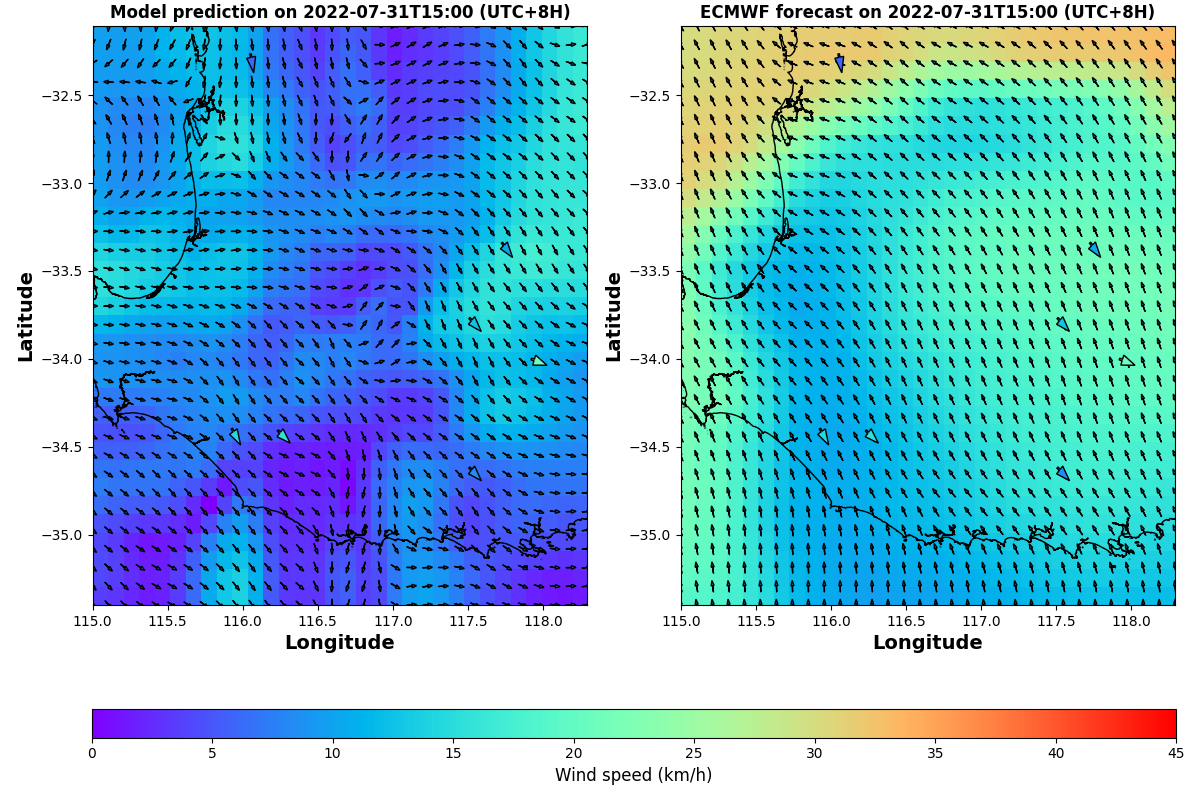 Model prediction on 2022-07-31T15:00 (UTC+8H)
ECMWF forecast on 2022-07-31T15:00 (UTC+8H)
−32.5
−33.0
−33.5
−34.0
−34.5
−35.0
Latitude
115.0 115.5 116.0 116.5 117.0 117.5 118.0
Longitude
−32.5
−33.0
−33.5
−34.0
−34.5
−35.0
Latitude
115.0 115.5 116.0 116.5 117.0 117.5 118.0
Longitude
0 5 10 15 20 25 30 35 40 45
Wind speed (km/h)